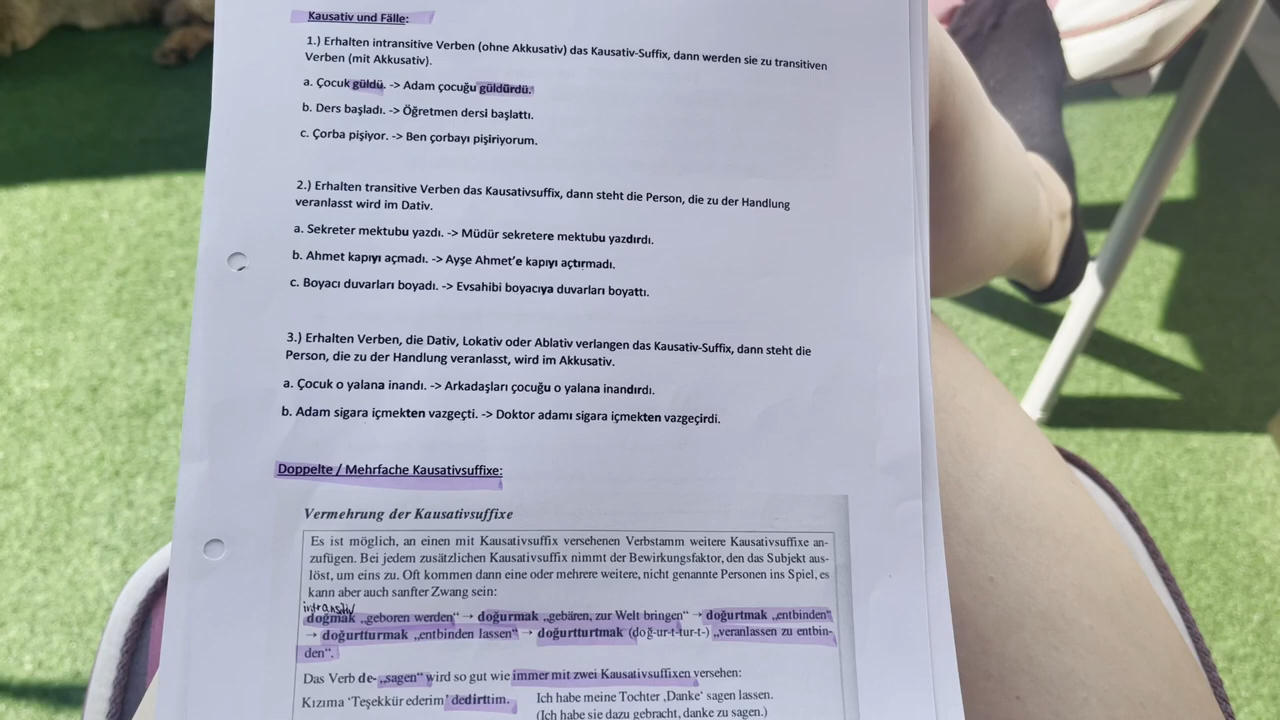 Kausativ und Fälle:
1.) Erhalten intransitive Verben (ohne Akkusativ) das Kausativ-Suffix, dann werden sie zu transitiven
Verben (mit Akkusativ).
a. Çocuk güldü. -> Adam çocuğu güldürdü.
b. Ders başladı. -> Öğretmen dersi başlattı.
c. Çorba pişiyor. -> Ben çorbayı pişiriyorum.
2.) Erhalten transitive Verben das Kausativsuffix, dann steht die Person, die zu der Handlung
veranlasst wird im Dativ.
a. Sekreter mektubu yazdı. -> Müdür sekretere mektubu yazdırdı.
b. Ahmet kapıyı açmadı. -> Ayşe Ahmet'e kapıyı açtırmadı.
c. Boyacı duvarları boyadı. -> Evsahibi boyacıya duvarları boyattı.
3.) Erhalten Verben, die Dativ, Lokativ oder Ablativ verlangen das Kausativ-Suffix, dann steht die
Person, die zu der Handlung veranlasst, wird im Akkusativ.
a. Çocuk o yalana inandı. -> Arkadaşları çocuğu o yalana inandırdı.
b. Adam sigara içmekten vazgeçti. -> Doktor adamı sigara içmekten vazgeçirdi.
Doppelte / Mehrfache Kausativsuffixe:
Vermehrung der Kausativsuffixe
Es ist möglich, an einen mit Kausativsuffix versehenen Verbstamm weitere Kausativsuffixe an-
zufügen. Bei jedem zusätzlichen Kausativsuffix nimmt der Bewirkungsfaktor, den das Subjekt aus-
löst, um eins zu. Oft kommen dann eine oder mehrere weitere, nicht genannte Personen ins Spiel, es
kann aber auch sanfter Zwang sein:
intransitiv
doğmak „geboren werden“ → doğurmak „gebären, zur Welt bringen“ → doğurtmak „entbinden“
→ doğurtturmak „entbinden lassen“ → doğurtturtmak (doğ-ur-t-tur-t-) „veranlassen zu entbin-
den“.
Das Verb de- „sagen“ wird so gut wie immer mit zwei Kausativsuffixen versehen:
Kızıma ‘Teşekkür ederim’ dedirttim. Ich habe meine Tochter ‚Danke‘ sagen lassen.
(Ich habe sie dazu gebracht, danke zu sagen.)